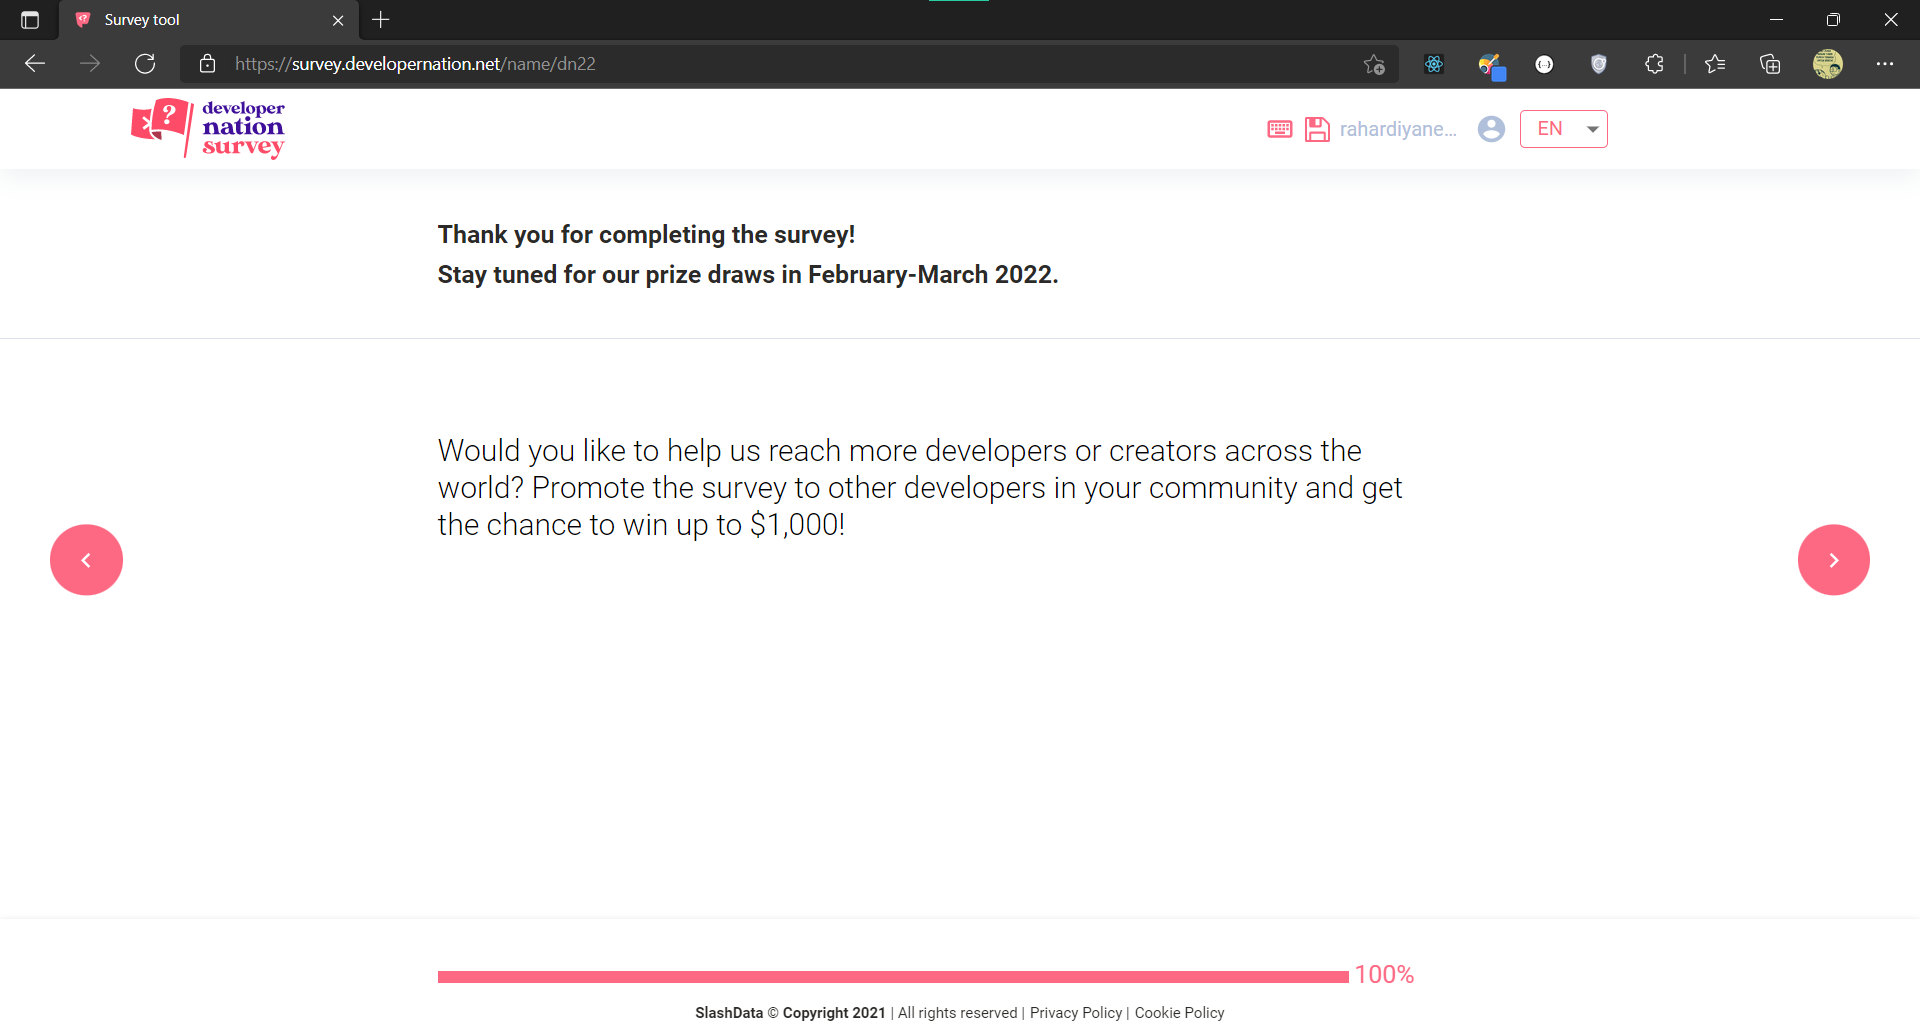 Survey tool
https://survey.developernation.net/name/dn22
developer
nation
survey
rahardiyane...
EN
Thank you for completing the survey!
Stay tuned for our prize draws in February-March 2022.
Would you like to help us reach more developers or creators across the
world? Promote the survey to other developers in your community and get
the chance to win up to $1,000!
100%
SlashData © Copyright 2021 | All rights reserved | Privacy Policy | Cookie Policy